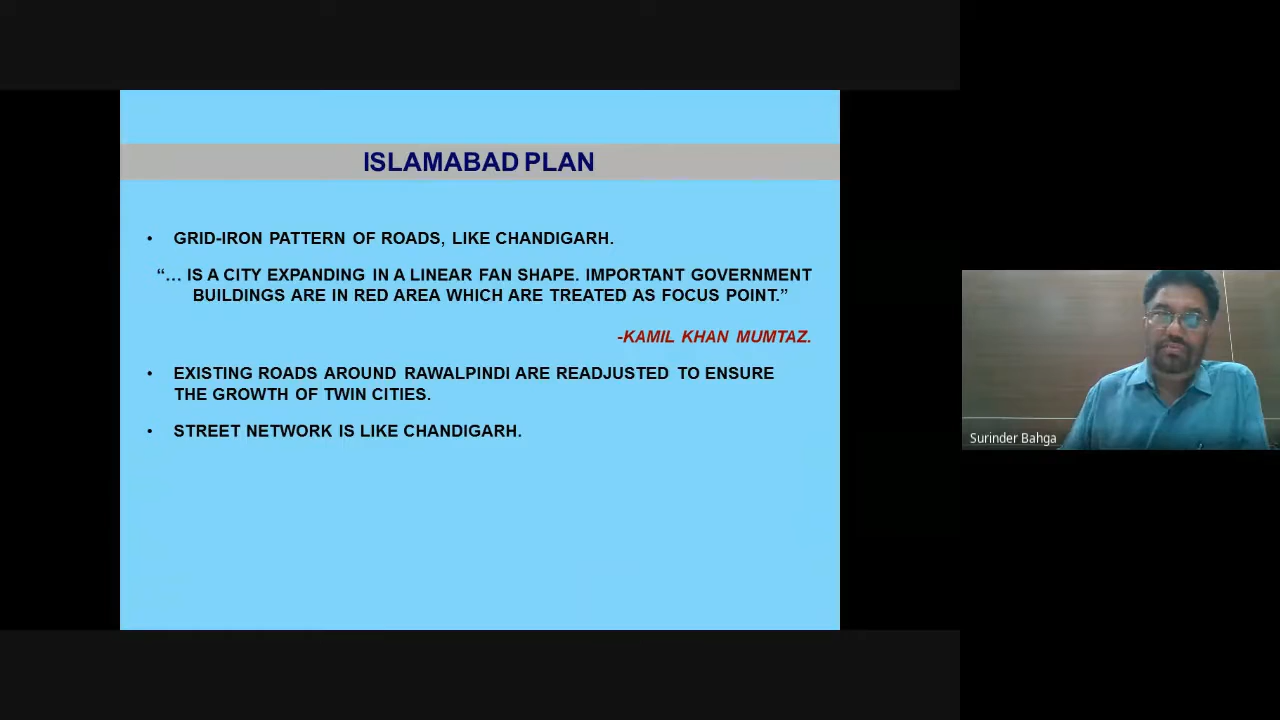 ISLAMABAD PLAN
• GRID-IRON PATTERN OF ROADS, LIKE CHANDIGARH.
“… IS A CITY EXPANDING IN A LINEAR FAN SHAPE. IMPORTANT GOVERNMENT
BUILDINGS ARE IN RED AREA WHICH ARE TREATED AS FOCUS POINT.”
-KAMIL KHAN MUMTAZ.
• EXISTING ROADS AROUND RAWALPINDI ARE READJUSTED TO ENSURE
THE GROWTH OF TWIN CITIES.
• STREET NETWORK IS LIKE CHANDIGARH.
Surinder Bahga